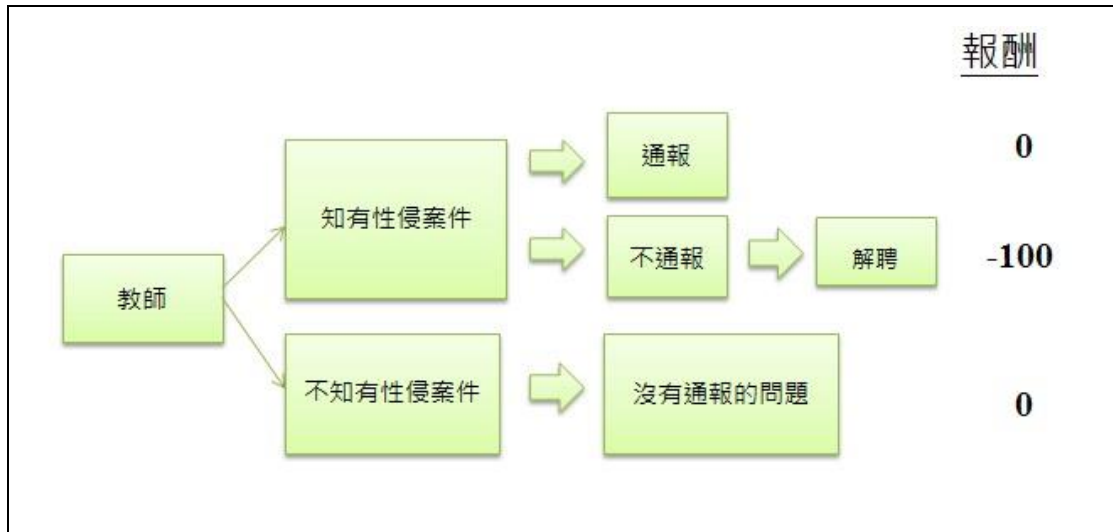 報酬
通報
0
知有性侵案件
不通報
解聘
-100
教師
不知有性侵案件
沒有通報的問題
0